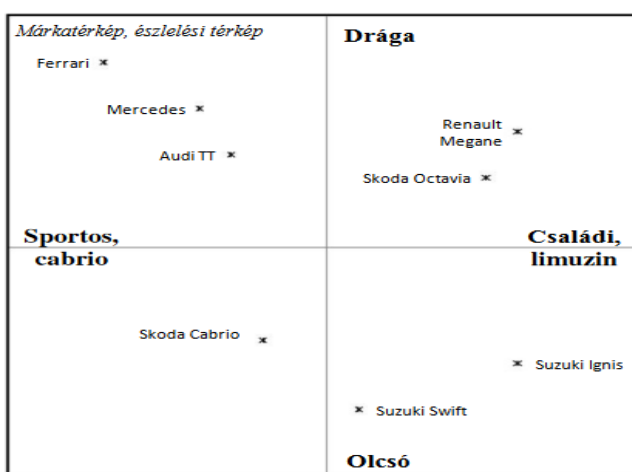 Márkatérkép, észlelési térkép
Drága
Ferrari
Mercedes
Renault
Megane
Audi TT
Skoda Octavia
Sportos,
cabrio
Családi,
limuzin
Skoda Cabrio
Suzuki Ignis
Suzuki Swift
Olcsó